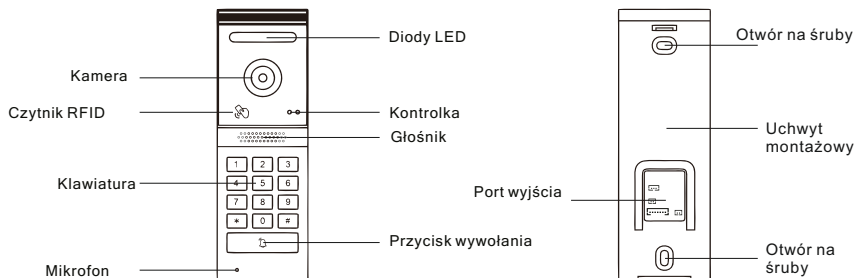 Diody LED
Otwór na śruby
Kamera
Czytnik RFID
Kontrolka
Głośnik
Uchwyt
montażowy
1 2 3
Klawiatura
4 5 6
Port wyjścia
7 8 9
* 0 #
Przycisk wywołania
Otwór na
śruby
Mikrofon